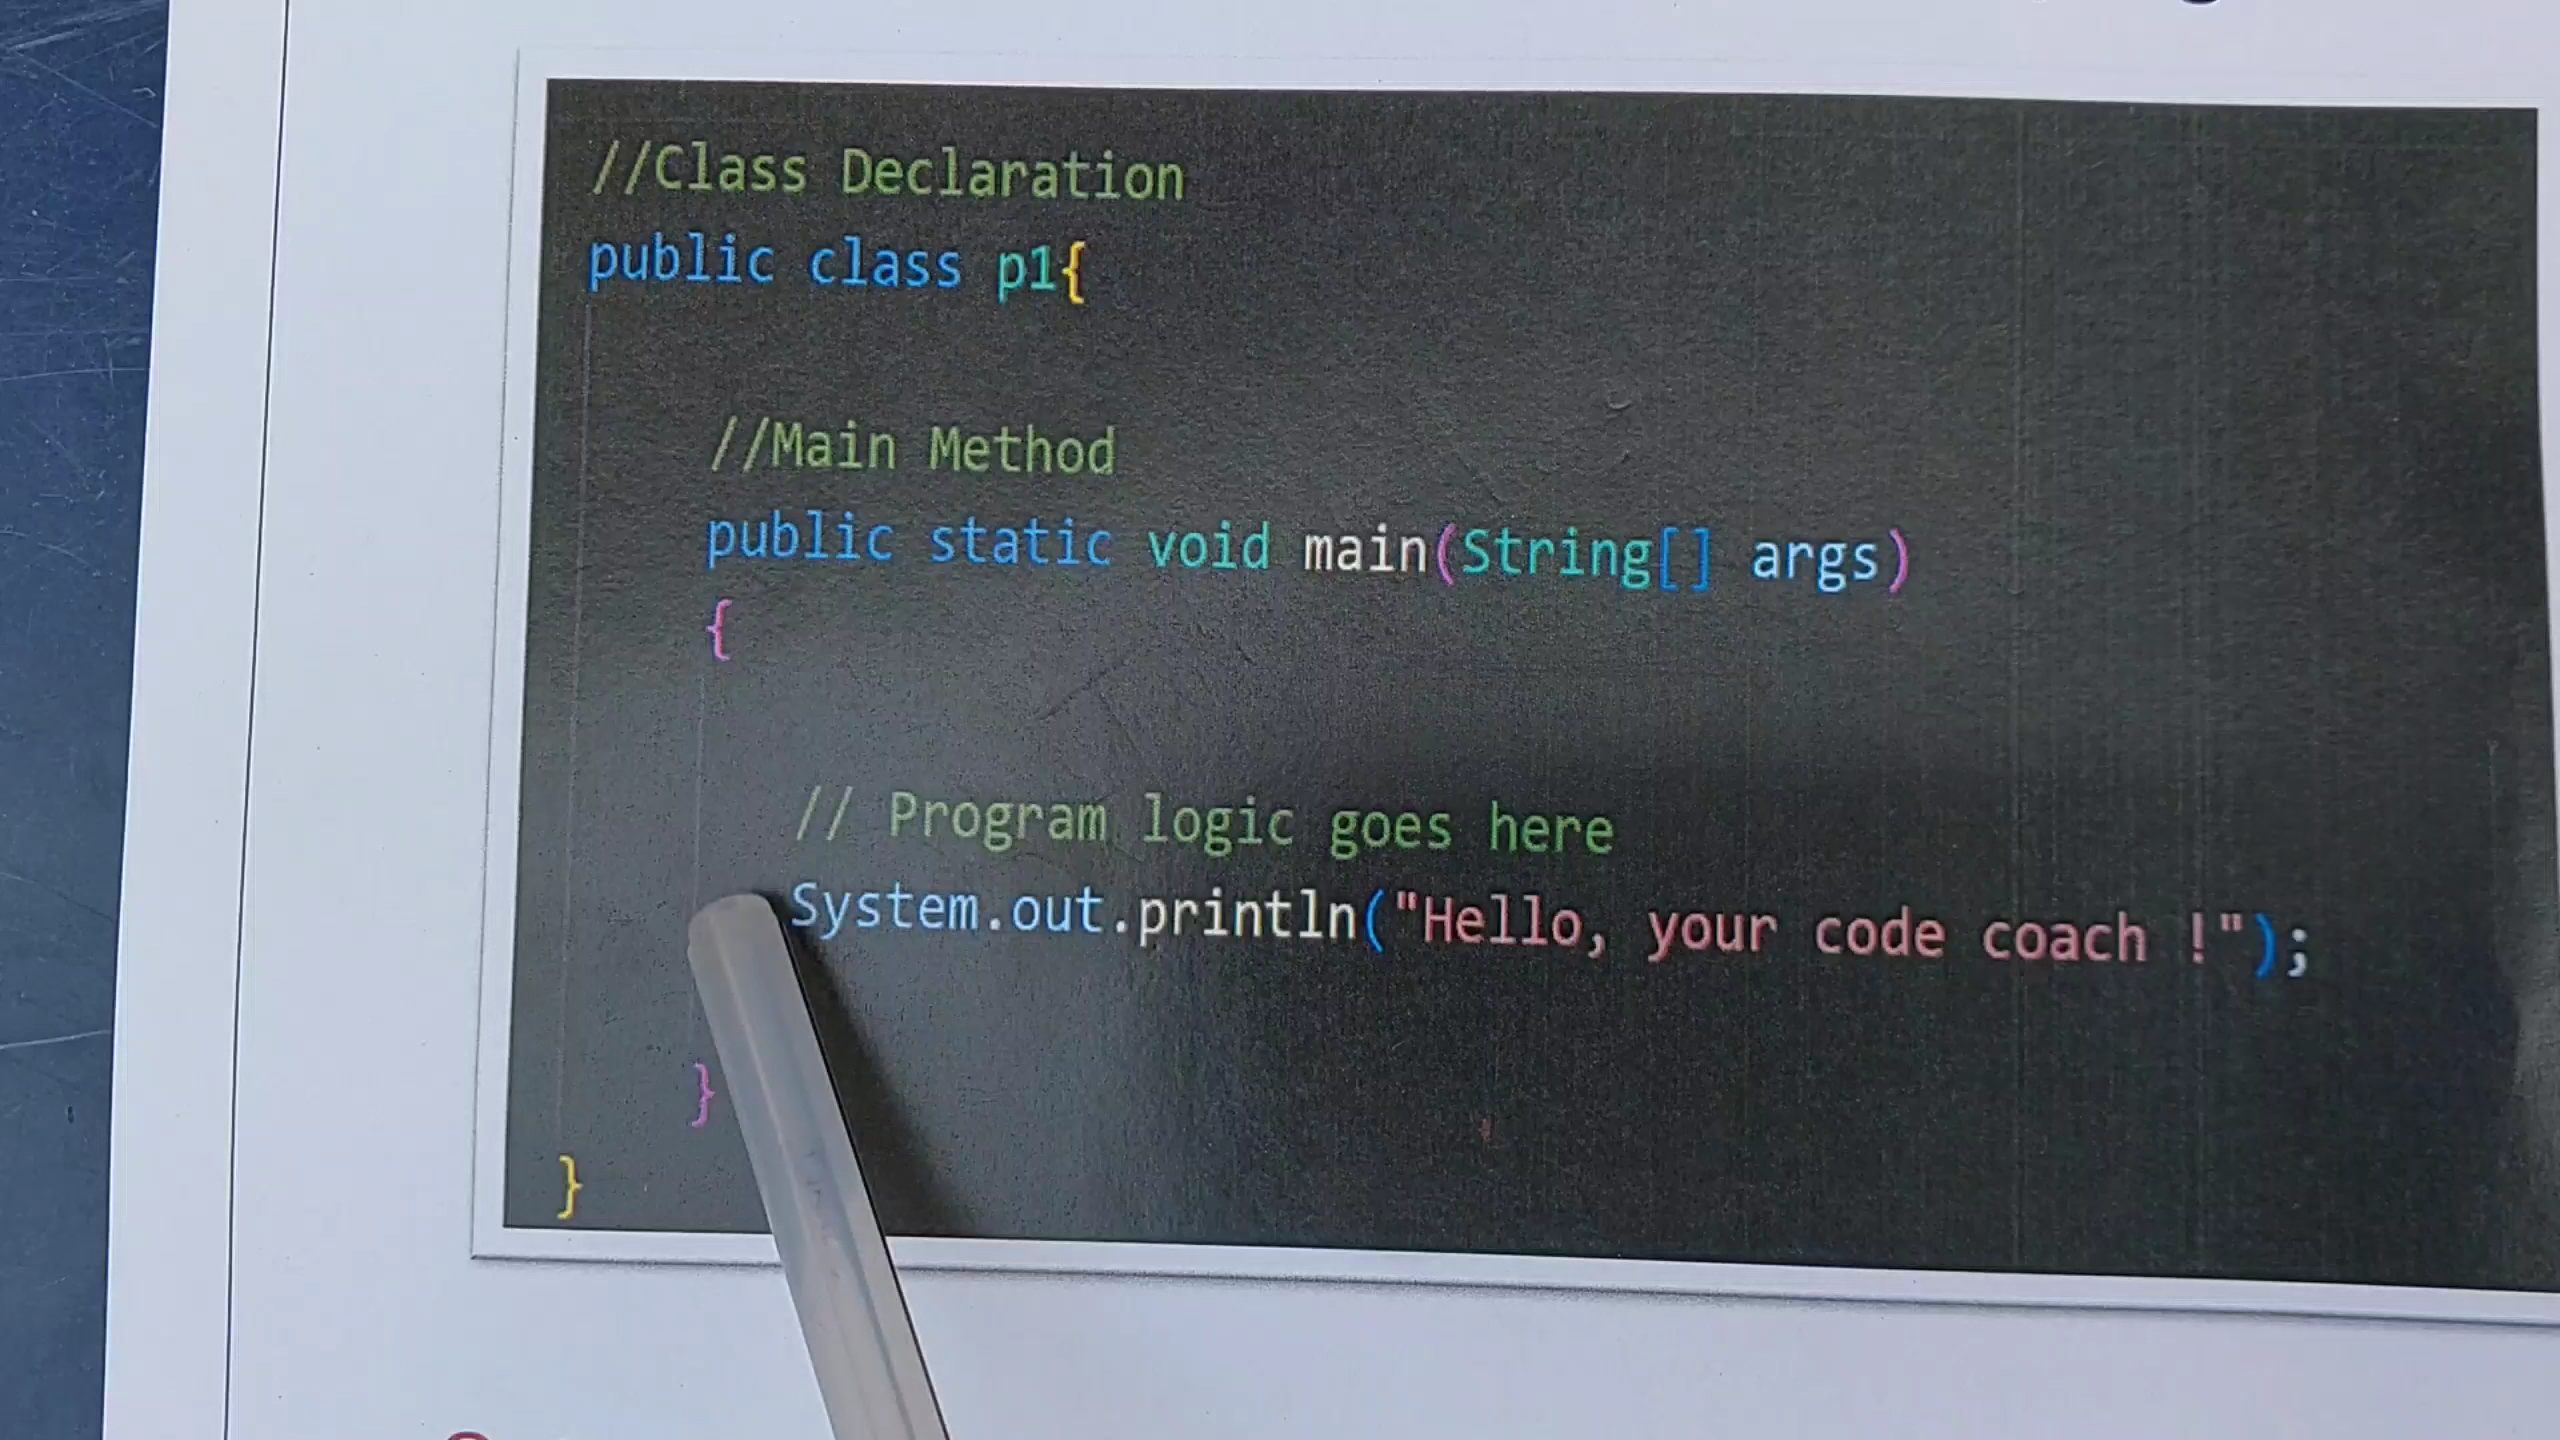 //Class Declaration
public class p1{
//Main Method
public static void main(String[] args)
{
// Program logic goes here
System.out.println("Hello, your code coach !");
}
}